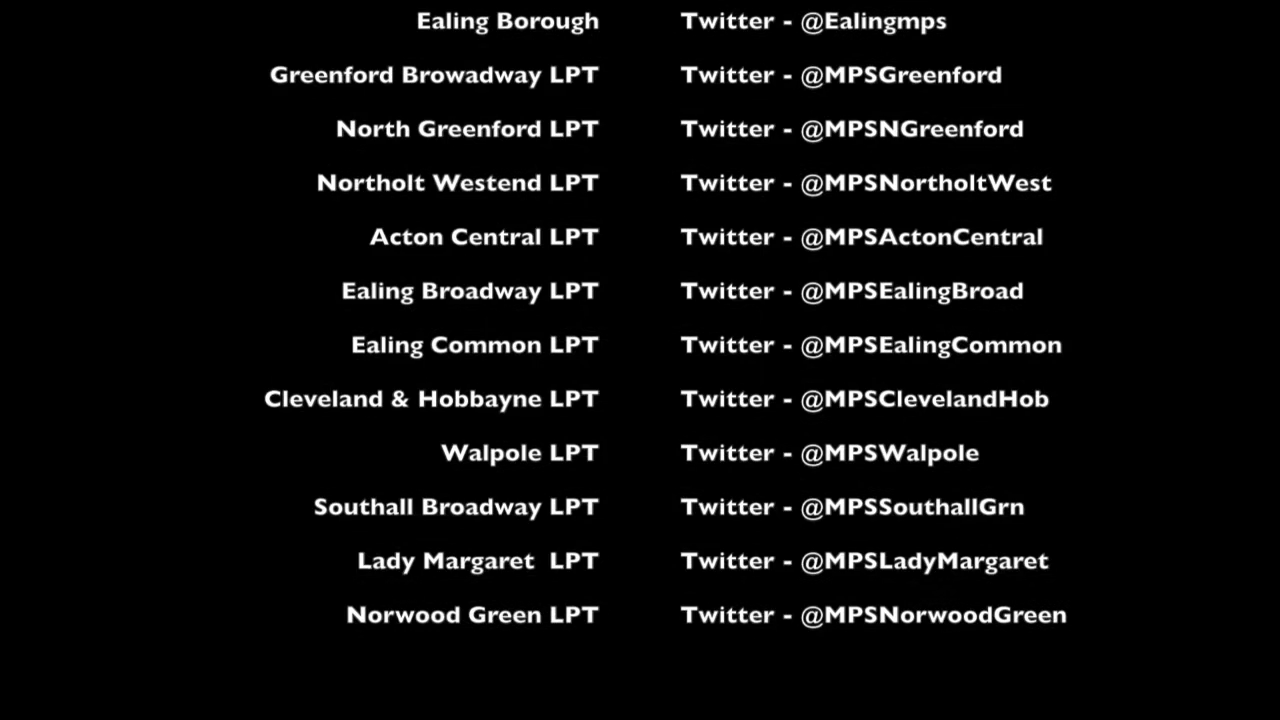 Ealing Borough Twitter - @Ealingmps
Greenford Browadway LPT Twitter - @MPSGreenford
North Greenford LPT Twitter - @MPSNGreenford
Northolt Westend LPT Twitter - @MPSNortholtWest
Acton Central LPT Twitter - @MPSActonCentral
Ealing Broadway LPT Twitter - @MPSEalingBroad
Ealing Common LPT Twitter - @MPSEalingCommon
Cleveland & Hobbayne LPT Twitter - @MPSClevelandHob
Walpole LPT Twitter - @MPSWalpole
Southall Broadway LPT Twitter - @MPSSouthallGrn
Lady Margaret LPT Twitter - @MPSLadyMargaret
Norwood Green LPT Twitter - @MPSNorwoodGreen